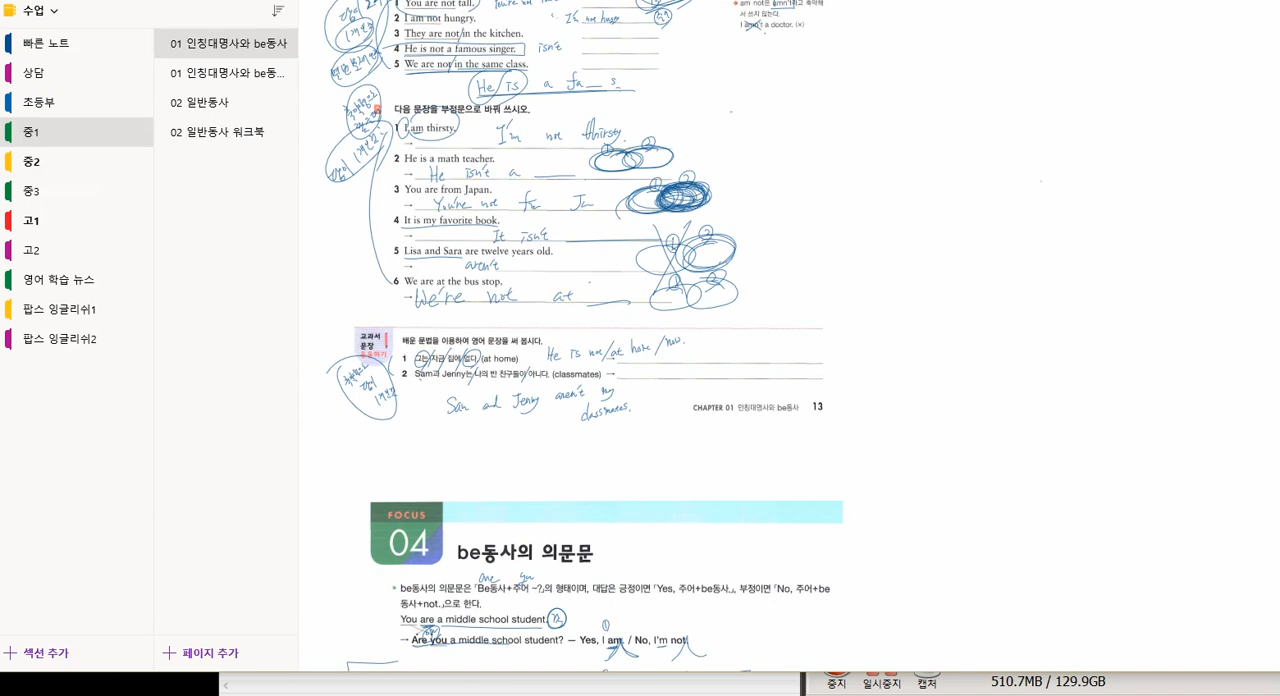 수업
빠른 노트
상담
초등부
중1
중2
중3
고1
고2
영어 학습 뉴스
팝스 잉글리쉬1
팝스 잉글리쉬2
섹션 추가
01 인칭대명사와 be동사
01 인칭대명사와 be동...
02 일반동사
02 일반동사 워크북
페이지 추가
1 You are not tall.
2 I am not hungry.
I'm not
3 They are not in the kitchen.
4 He is not a famous singer.
isn't
5 We are not in the same class.
He is a fa s.
am not은 amn't라고 축약해
서 쓰지 않는다.
I amn't a doctor. (x)
다음 문장을 부정문으로 바꿔 쓰시오.
1 I am thirsty.
→ I'm not thirsty.
2 He is a math teacher.
→ He isn't a
3 You are from Japan.
→ You're not
4 It is my favorite book.
→ It isn't
5 Lisa and Sara are twelve years old.
→ aren't
6 We are at the bus stop.
→ We're not at
교과서
문장
응용하기
배운 문법을 이용하여 영어 문장을 써 봅시다.
1 그는 지금 집에 없다. (at home)
He is not / at home / now.
2 Sam과 Jenny는 나의 반 친구들이 아니다. (classmates) →
Sam and Jenny aren't my
classmates.
CHAPTER 01 인칭대명사와 be동사 13
FOCUS
04
be동사의 의문문
Are you
be동사의 의문문은 「Be동사+주어 ~?」의 형태이며, 대답은 긍정이면 「Yes, 주어+be동사.」, 부정이면 「No, 주어+be
동사+not.」으로 한다.
You are a middle school student.
→ Are you a middle school student? – Yes, I am. / No, I'm not.
중지
일시중지
캡처
510.7MB / 129.9GB